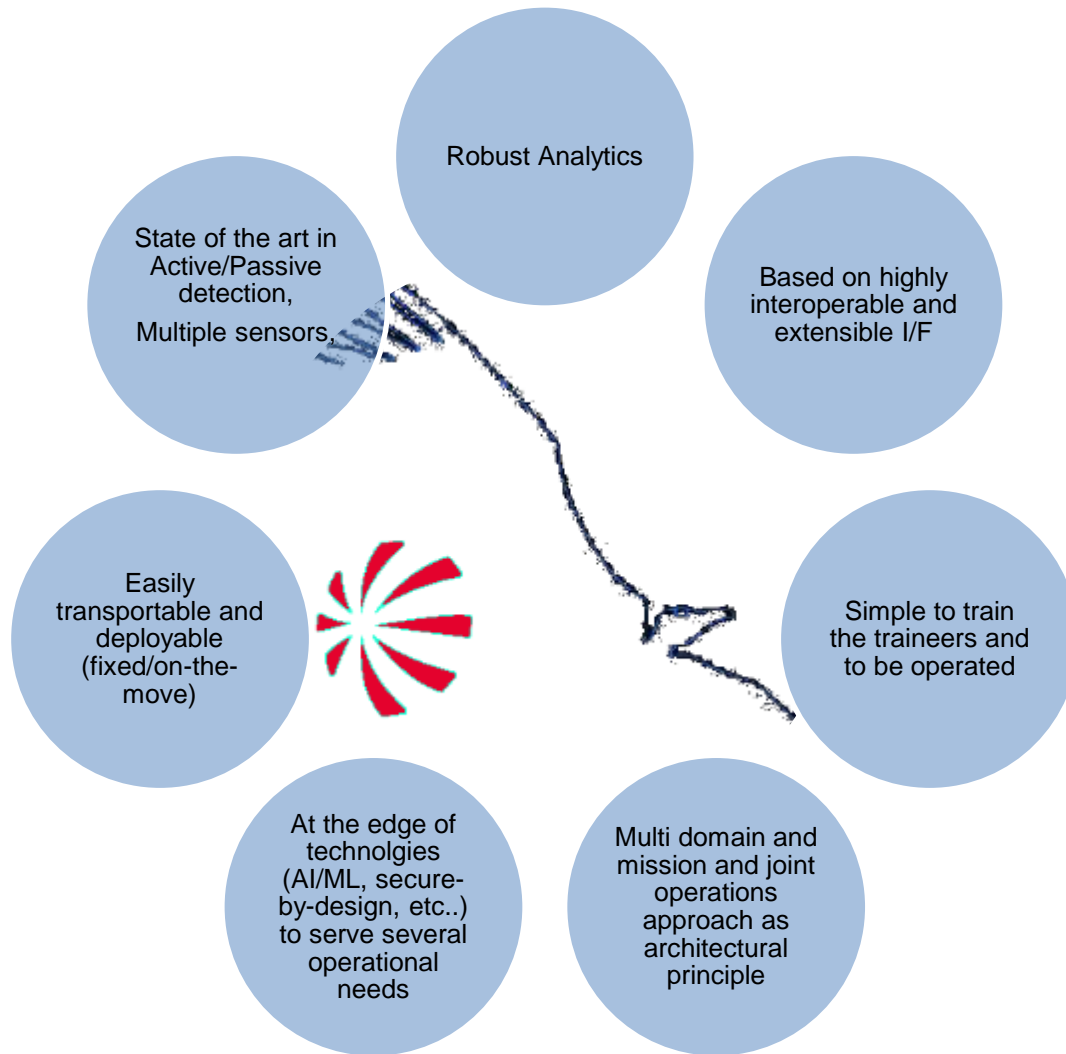 Robust Analytics
State of the art in
Active/Passive
detection,
Multiple sensors,
Based on highly
interoperable and
extensible I/F
Easily
transportable and
deployable
(fixed/on-the-
move)
Simple to train
the traineers and
to be operated
At the edge of
technolgies
(AI/ML, secure-
by-design, etc..)
to serve several
operational
needs
Multi domain and
mission and joint
operations
approach as
architectural
principle